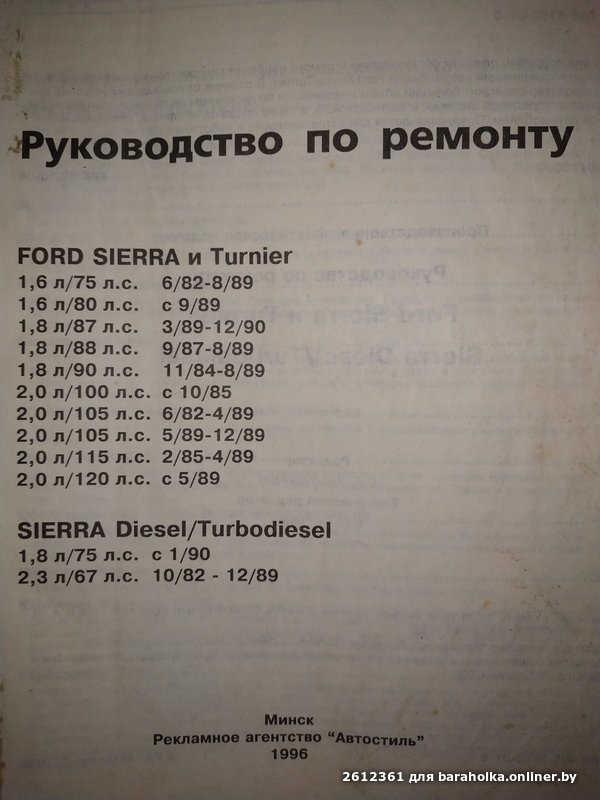 Руководство по ремонту
FORD SIERRA и Turnier
1,6 л/75 л.с. 6/82-8/89
1,6 л/80 л.с. с 9/89
1,8 л/87 л.с. 3/89-12/90
1,8 л/88 л.с. 9/87-8/89
1,8 л/90 л.с. 11/84-8/89
2,0 л/100 л.с. с 10/85
2,0 л/105 л.с. 6/82-4/89
2,0 л/105 л.с. 5/89-12/89
2,0 л/115 л.с. 2/85-4/89
2,0 л/120 л.с. с 5/89
SIERRA Diesel/Turbodiesel
1,8 л/75 л.с. с 1/90
2,3 л/67 л.с. 10/82 - 12/89
Минск
Рекламное агентство “Автостиль”
1996
2612361 для baraholka.onliner.by